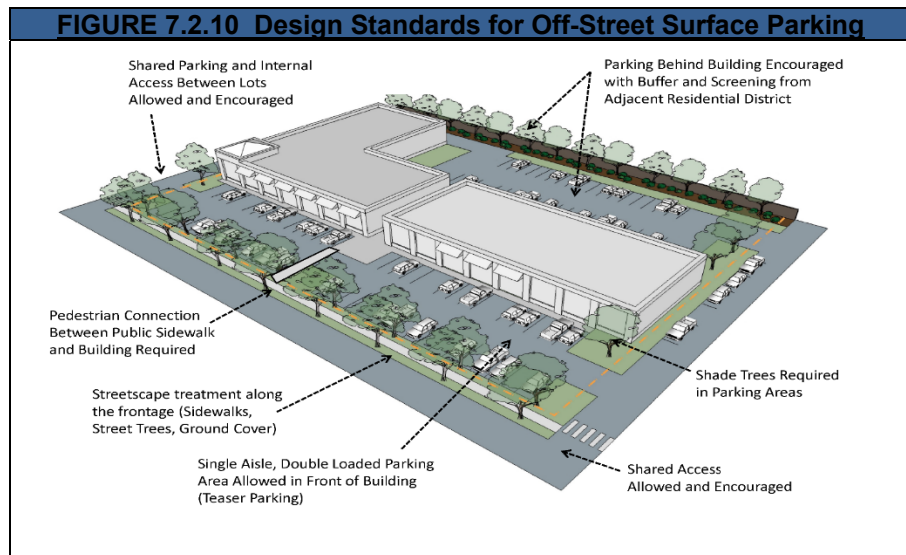 FIGURE 7.2.10 Design Standards for Off-Street Surface Parking
Shared Parking and Internal
Access Between Lots
Allowed and Encouraged
Parking Behind Building Encouraged
with Buffer and Screening from
Adjacent Residential District
Pedestrian Connection
Between Public Sidewalk
and Building Required
Streetscape treatment along
the frontage (Sidewalks,
Street Trees, Ground Cover)
Single Aisle, Double Loaded Parking
Area Allowed in Front of Building
(Teaser Parking)
Shade Trees Required
in Parking Areas
Shared Access
Allowed and Encouraged